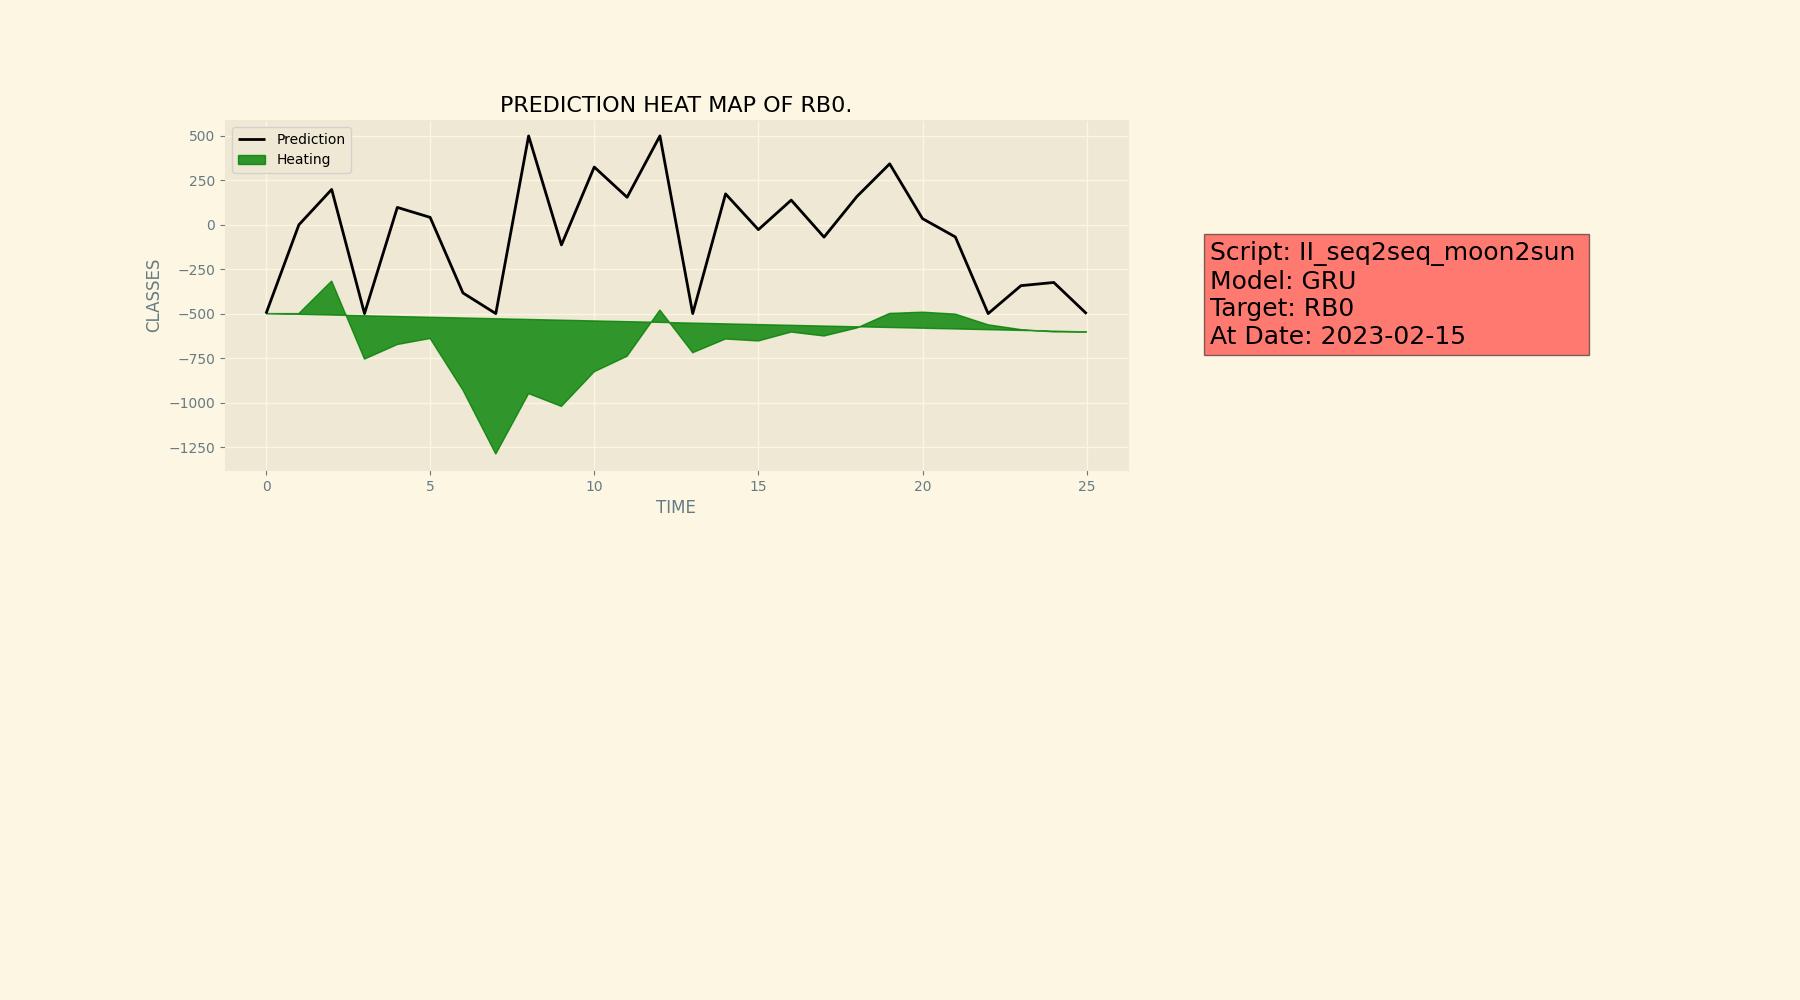 PREDICTION HEAT MAP OF RB0.
Prediction
Heating
500
250
0
−250
−500
−750
−1000
−1250
CLASSES
0 5 10 15 20 25
TIME
Script: II_seq2seq_moon2sun
Model: GRU
Target: RB0
At Date: 2023-02-15